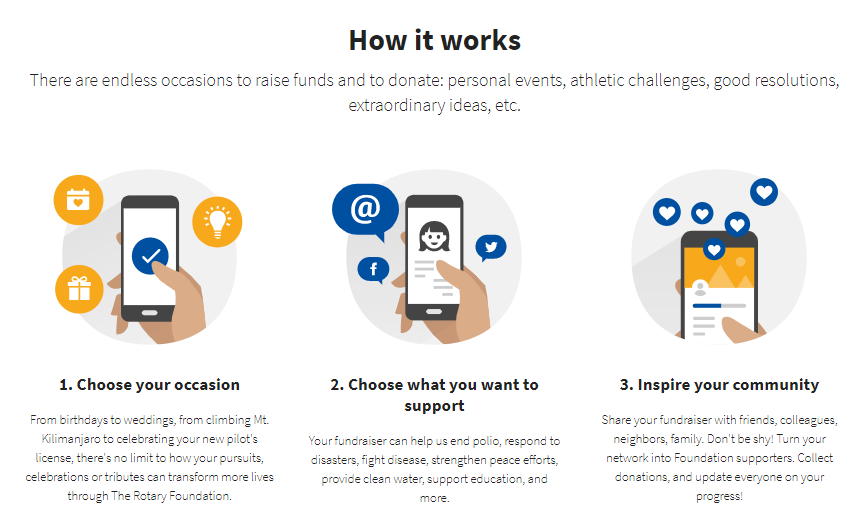 How it works
There are endless occasions to raise funds and to donate: personal events, athletic challenges, good resolutions,
extraordinary ideas, etc.
@
f
1. Choose your occasion
From birthdays to weddings, from climbing Mt.
Kilimanjaro to celebrating your new pilot's
license, there's no limit to how your pursuits,
celebrations or tributes can transform more lives
through The Rotary Foundation.
2. Choose what you want to
support
Your fundraiser can help us end polio, respond to
disasters, fight disease, strengthen peace efforts,
provide clean water, support education, and
more.
3. Inspire your community
Share your fundraiser with friends, colleagues,
neighbors, family. Don't be shy! Turn your
network into Foundation supporters. Collect
donations, and update everyone on your
progress!